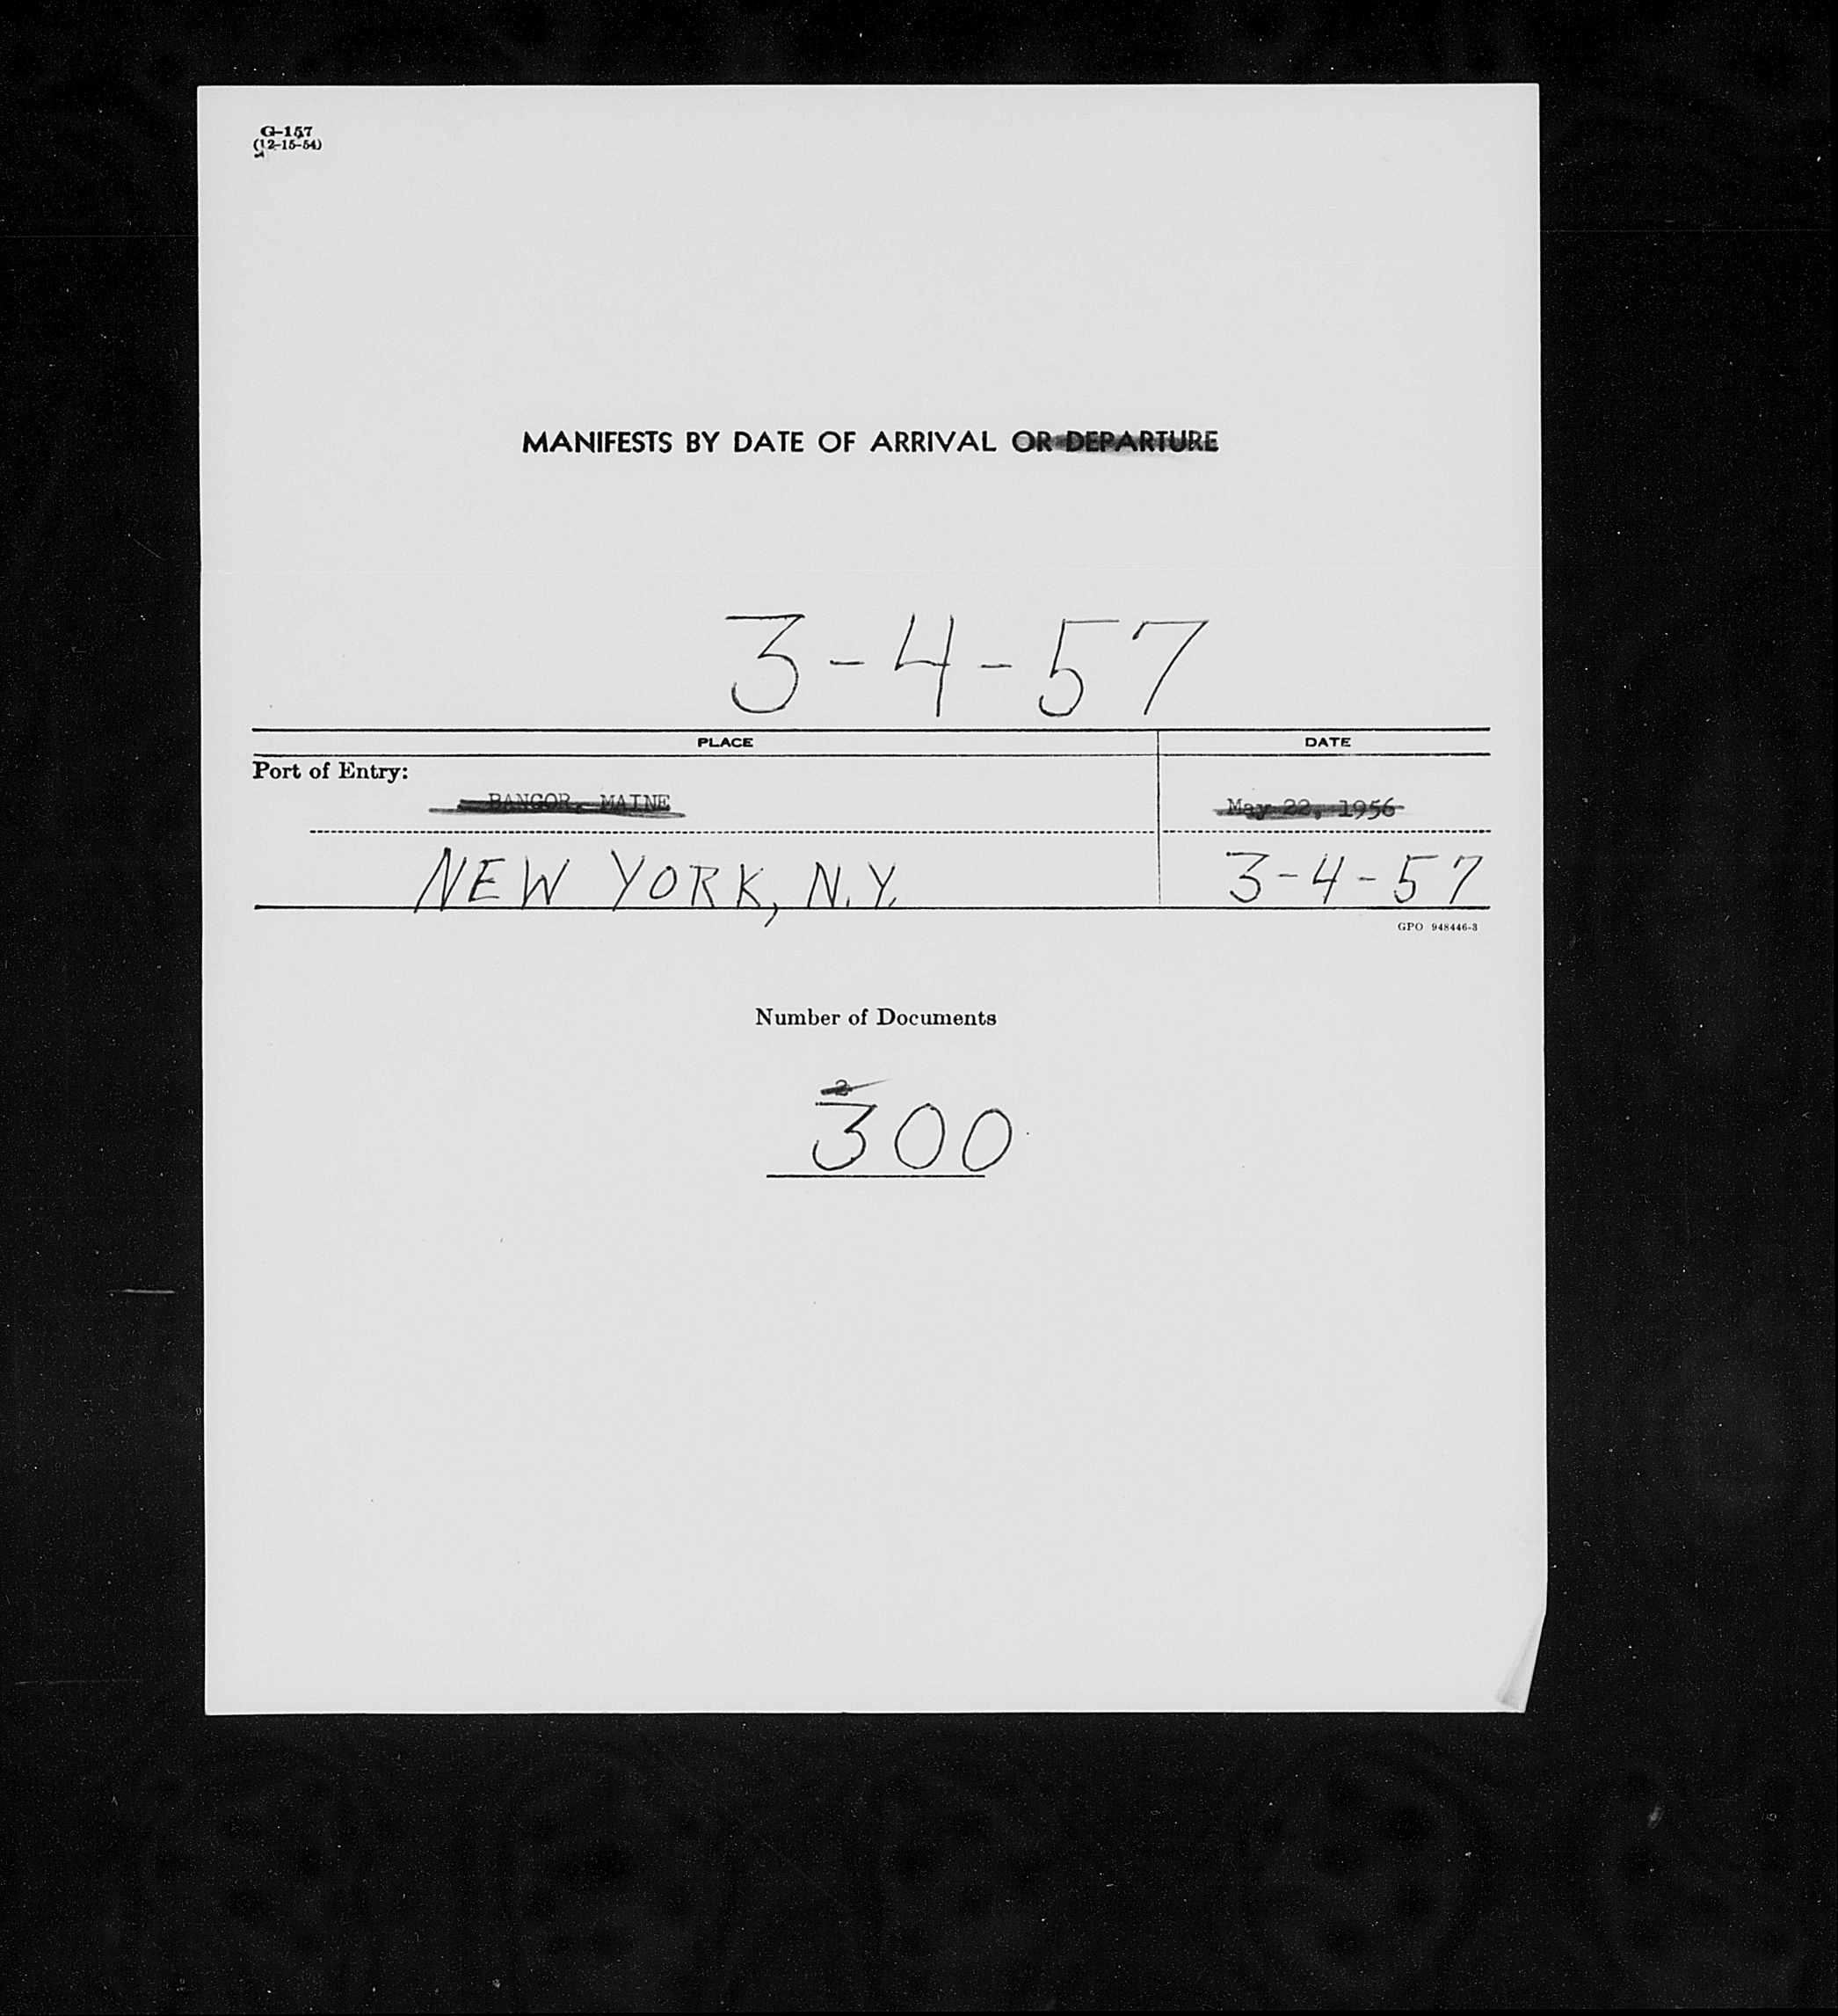 G-157
(12-15-54)
MANIFESTS BY DATE OF ARRIVAL OR DEPARTURE
3-4-57
PLACE DATE
Port of Entry:
BANGOR, MAINE May 22, 1956
NEW YORK, N.Y. 3-4-57
GPO 948446-3
Number of Documents
2
300